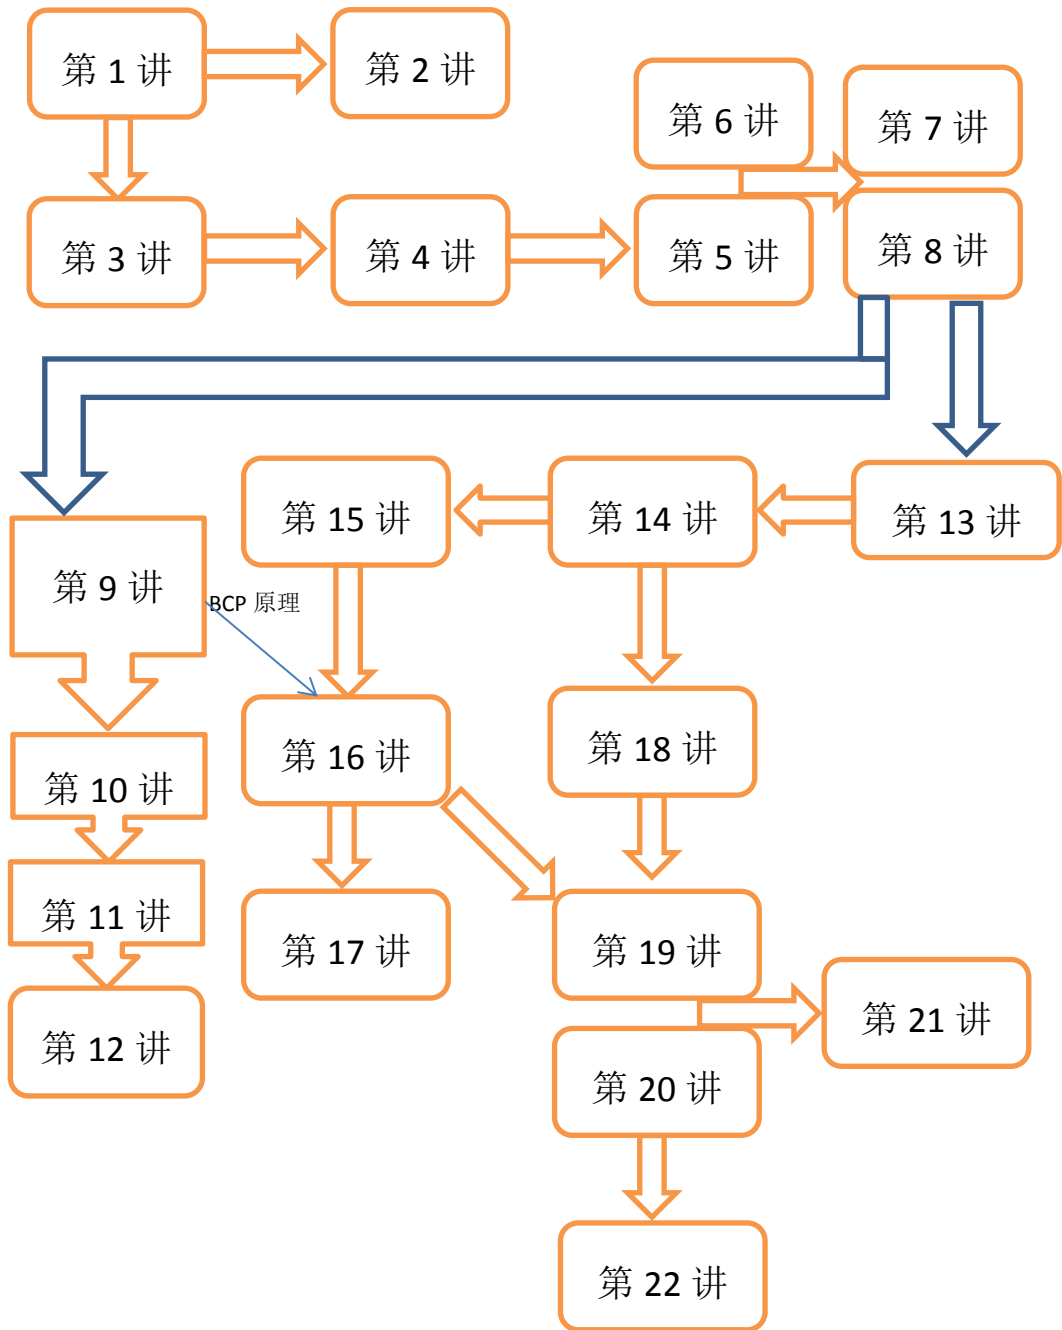 第 1 讲
第 2 讲
第 6 讲
第 7 讲
第 3 讲
第 4 讲
第 5 讲
第 8 讲
第 15 讲
第 14 讲
第 13 讲
第 9 讲
BCP 原理
第 16 讲
第 18 讲
第 10 讲
第 11 讲
第 17 讲
第 19 讲
第 21 讲
第 12 讲
第 20 讲
第 22 讲